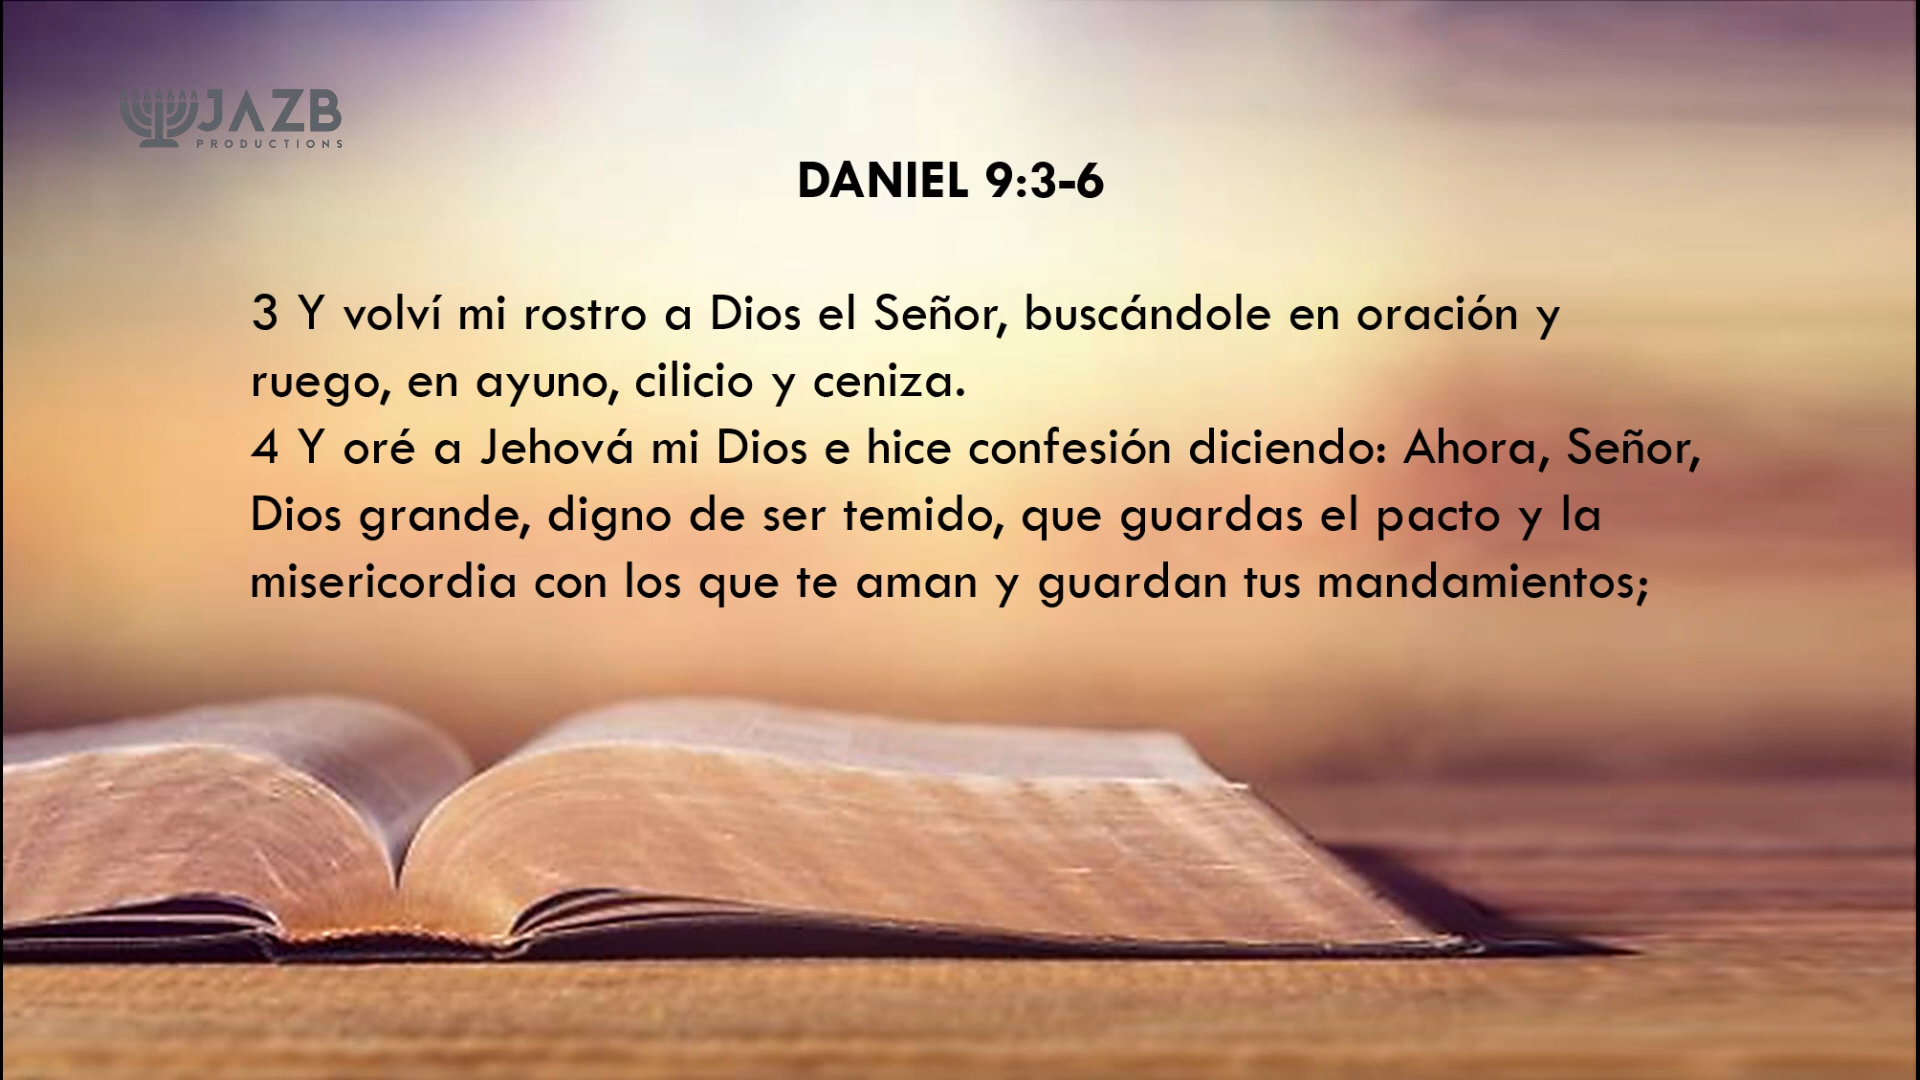 JAZB
PRODUCTIONS
DANIEL 9:3-6
3 Y volví mi rostro a Dios el Señor, buscándole en oración y
ruego, en ayuno, cilicio y ceniza.
4 Y oré a Jehová mi Dios e hice confesión diciendo: Ahora, Señor,
Dios grande, digno de ser temido, que guardas el pacto y la
misericordia con los que te aman y guardan tus mandamientos;